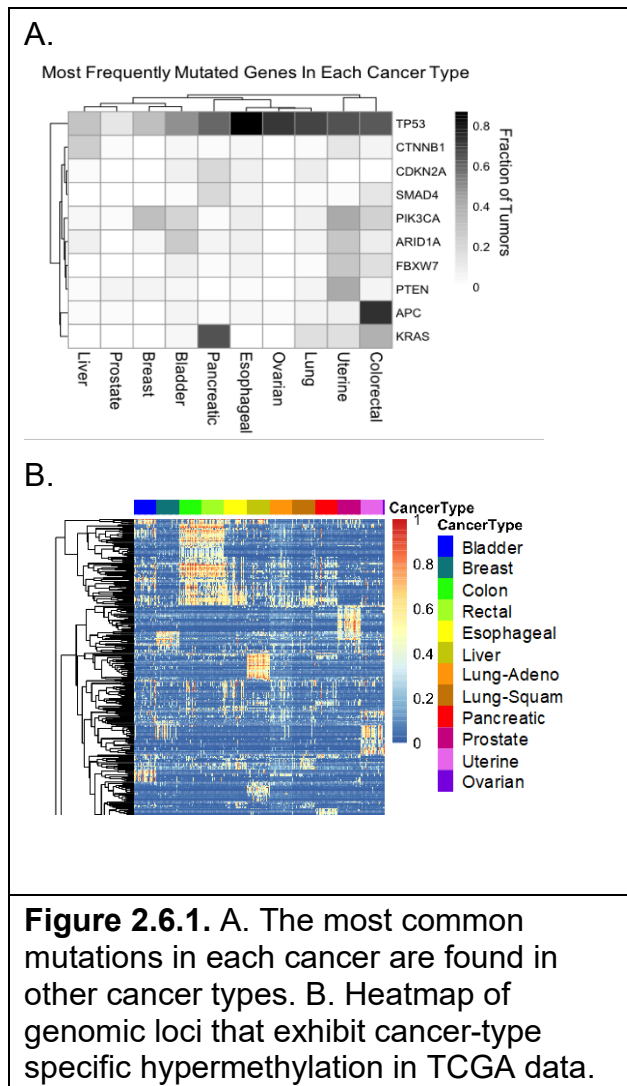 A.
Most Frequently Mutated Genes In Each Cancer Type
TP53
CTNNB1
CDKN2A
SMAD4
PIK3CA
ARID1A
FBXW7
PTEN
APC
KRAS
0.8
0.6
0.4
0.2
0
Fraction of Tumors
Liver
Prostate
Breast
Bladder
Pancreatic
Esophageal
Ovarian
Lung
Uterine
Colorectal
B.
CancerType
1
0.8
0.6
0.4
0.2
0
CancerType
Bladder
Breast
Colon
Rectal
Esophageal
Liver
Lung-Adeno
Lung-Squam
Pancreatic
Prostate
Uterine
Ovarian
Figure 2.6.1. A. The most common
mutations in each cancer are found in
other cancer types. B. Heatmap of
genomic loci that exhibit cancer-type
specific hypermethylation in TCGA data.